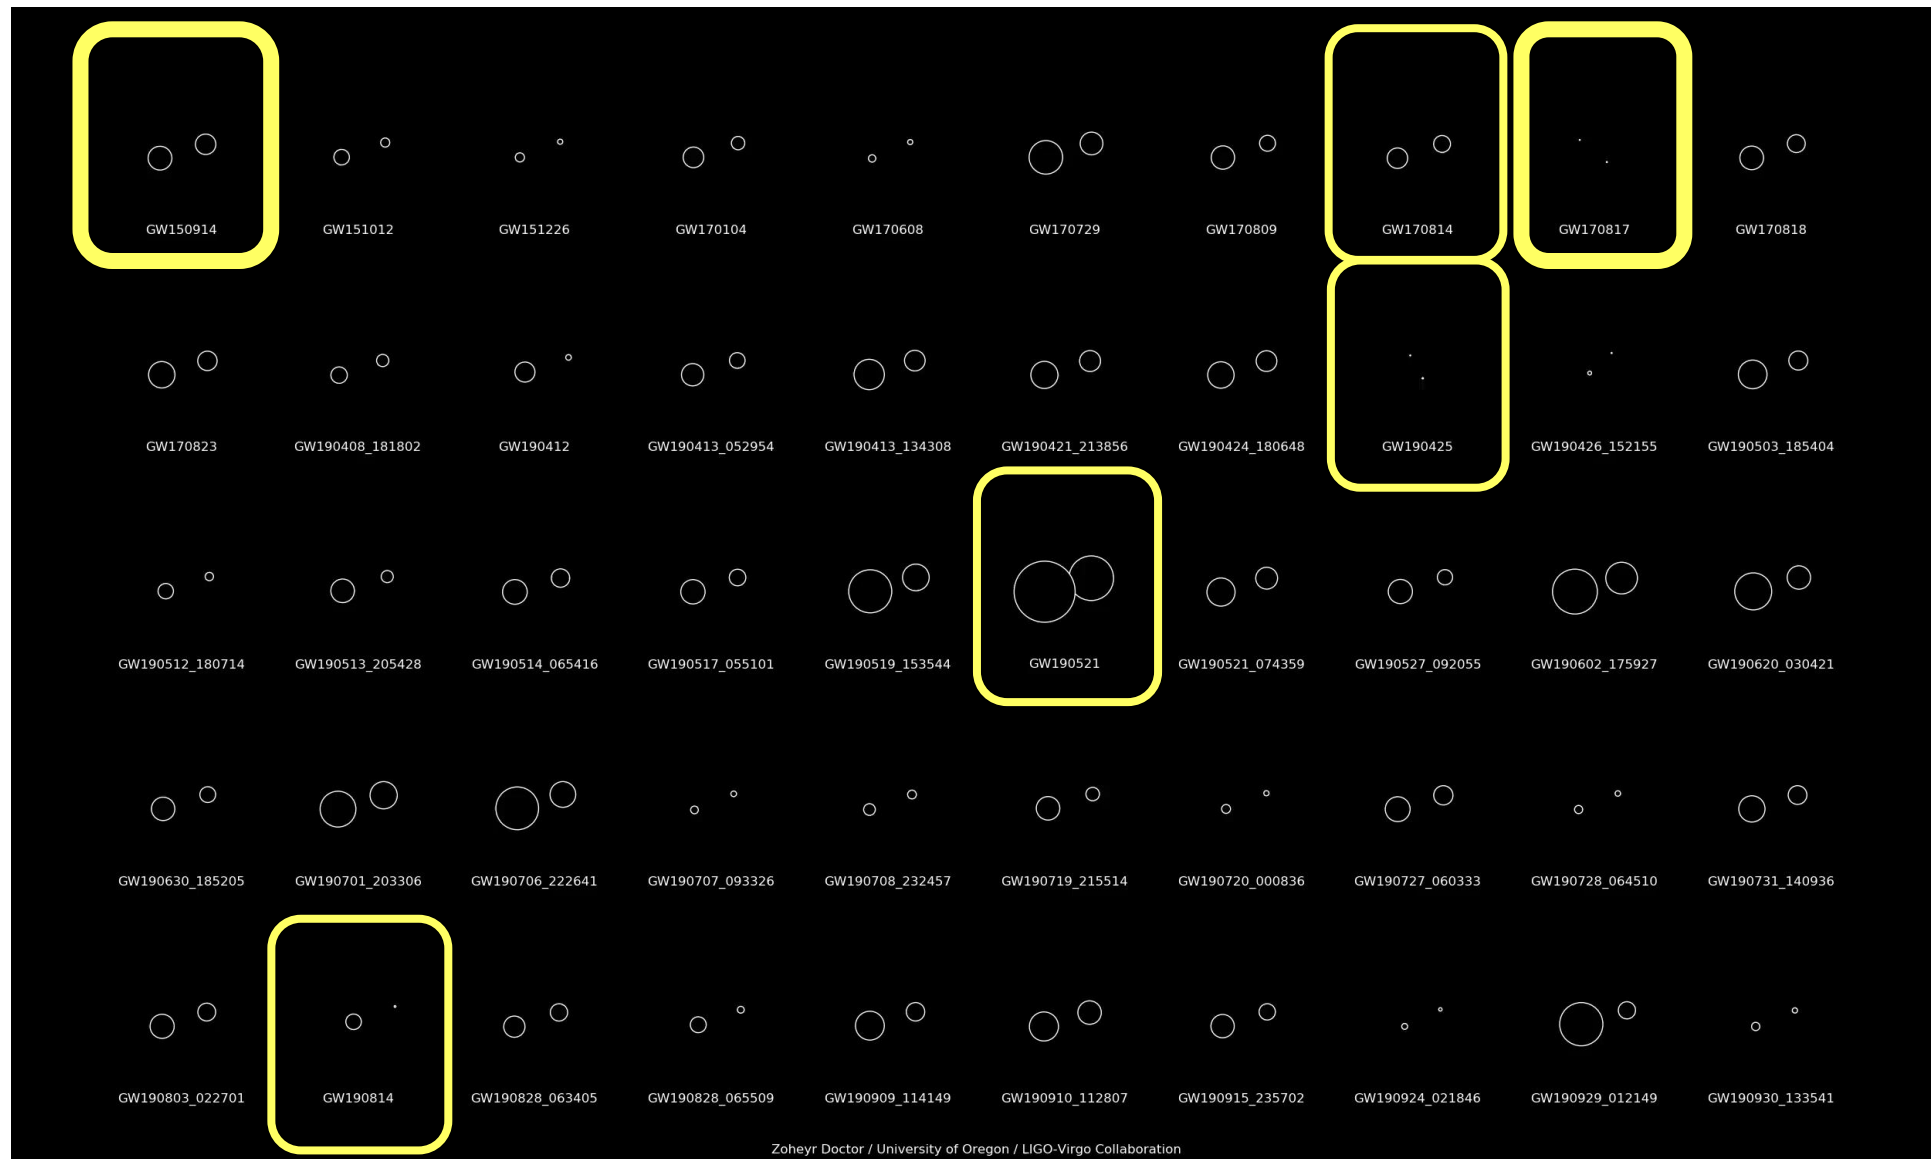 GW150914 GW151012 GW151226 GW170104 GW170608 GW170729 GW170809 GW170814 GW170817 GW170818
GW170823 GW190408_181802 GW190412 GW190413_052954 GW190413_134308 GW190421_213856 GW190424_180648 GW190425 GW190426_152155 GW190503_185404
GW190512_180714 GW190513_205428 GW190514_065416 GW190517_055101 GW190519_153544 GW190521 GW190521_074359 GW190527_092055 GW190602_175927 GW190620_030421
GW190630_185205 GW190701_203306 GW190706_222641 GW190707_093326 GW190708_232457 GW190719_215514 GW190720_000836 GW190727_060333 GW190728_064510 GW190731_140936
GW190803_022701 GW190814 GW190828_063405 GW190828_065509 GW190909_114149 GW190910_112807 GW190915_235702 GW190924_021846 GW190929_012149 GW190930_133541
Zoheyr Doctor / University of Oregon / LIGO-Virgo Collaboration